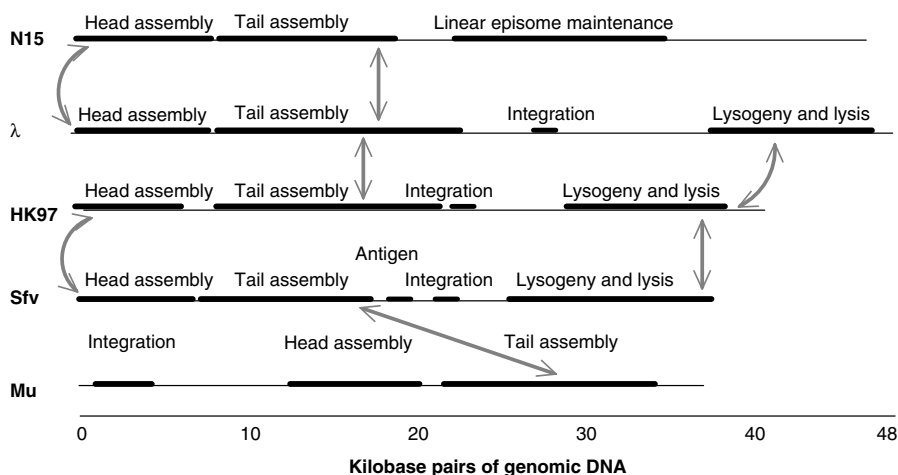 Head assembly Tail assembly Linear episome maintenance
N15
Head assembly Tail assembly Integration Lysogeny and lysis
λ
Head assembly Tail assembly Integration Lysogeny and lysis
HK97
Antigen
Head assembly Tail assembly Integration Lysogeny and lysis
Sfv
Integration Head assembly Tail assembly
Mu
0 10 20 30 40 48
Kilobase pairs of genomic DNA